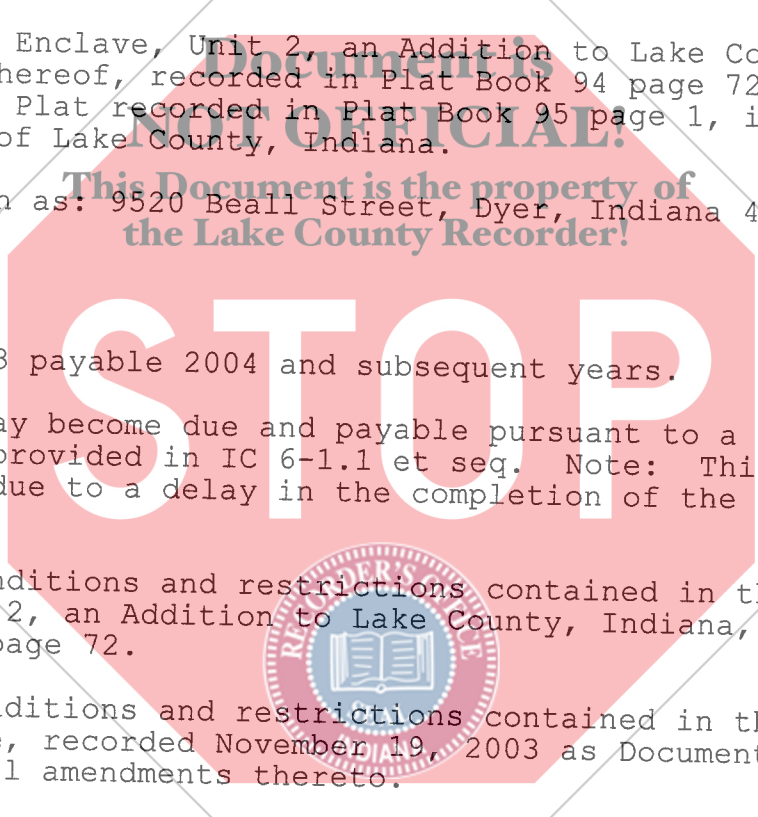 Enclave, Unit 2, an Addition to Lake Co
Document is
hereof, recorded in Plat Book 94 page 72
Plat recorded in Plat Book 95 page 1, i
NOT OFFICIAL!
of Lake County, Indiana.
This Document is the property of
n as: 9520 Beall Street, Dyer, Indiana 4
the Lake County Recorder!
STOP
3 payable 2004 and subsequent years.
ay become due and payable pursuant to a
provided in IC 6-1.1 et seq. Note: Thi
due to a delay in the completion of the
nditions and restrictions contained in th
2, an Addition to Lake County, Indiana,
page 72.
RECORDER'S OFFICE
nditions and restrictions contained in th
e, recorded November 19, 2003 as Document
l amendments thereto.